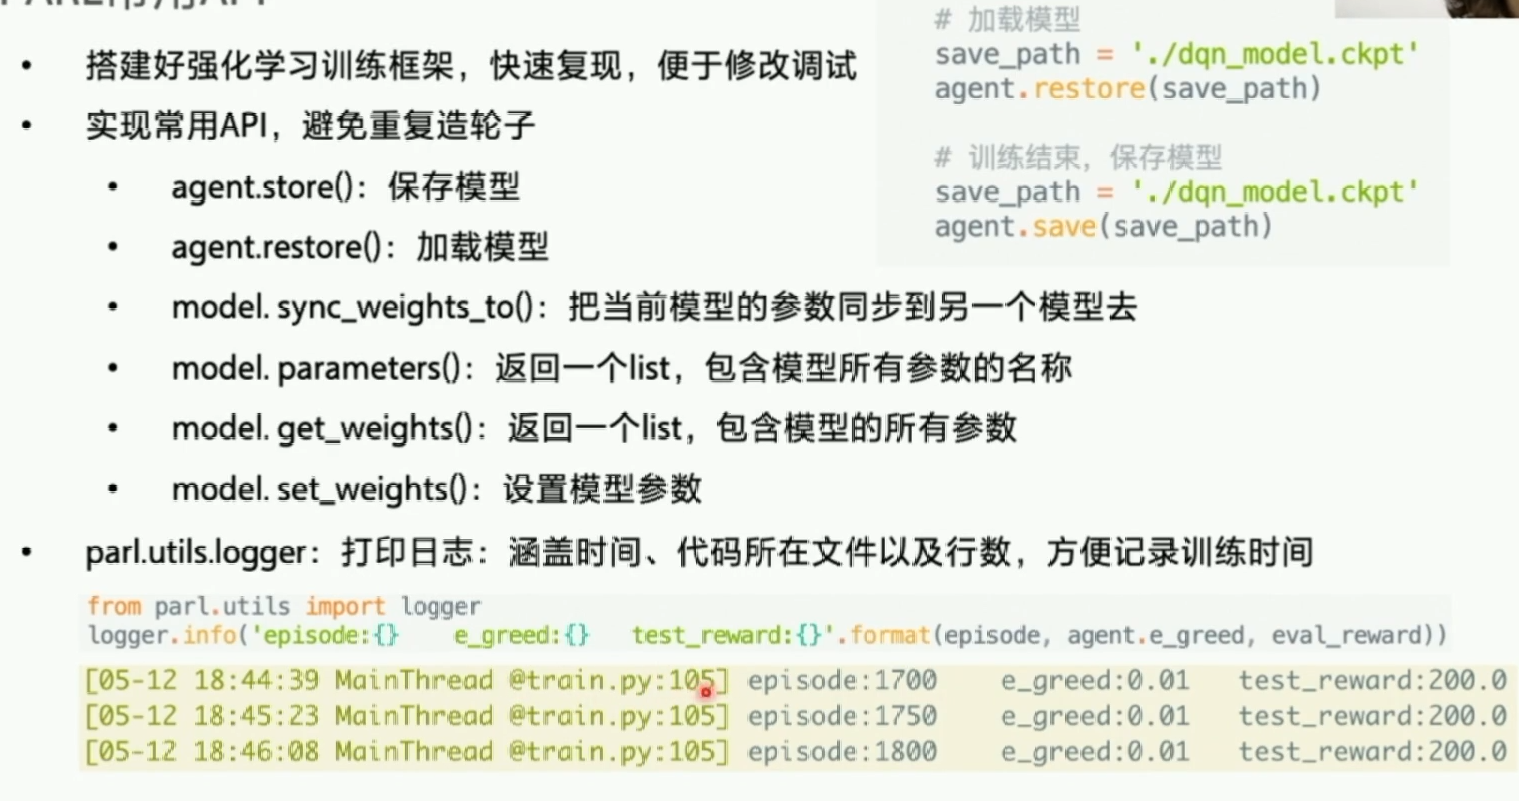 搭建好强化学习训练框架，快速复现，便于修改调试
实现常用API，避免重复造轮子
agent.store()：保存模型
agent.restore()：加载模型
model. sync_weights_to()：把当前模型的参数同步到另一个模型去
model. parameters()：返回一个list，包含模型所有参数的名称
model. get_weights()：返回一个list，包含模型的所有参数
model. set_weights()：设置模型参数
# 加载模型
save_path = './dqn_model.ckpt'
agent.restore(save_path)
# 训练结束，保存模型
save_path = './dqn_model.ckpt'
agent.save(save_path)
parl.utils.logger：打印日志：涵盖时间、代码所在文件以及行数，方便记录训练时间
from parl.utils import logger
logger.info('episode:{}    e_greed:{}   test_reward:{}'.format(episode, agent.e_greed, eval_reward))
[05-12 18:44:39 MainThread @train.py:105] episode:1700    e_greed:0.01   test_reward:200.0
[05-12 18:45:23 MainThread @train.py:105] episode:1750    e_greed:0.01   test_reward:200.0
[05-12 18:46:08 MainThread @train.py:105] episode:1800    e_greed:0.01   test_reward:200.0